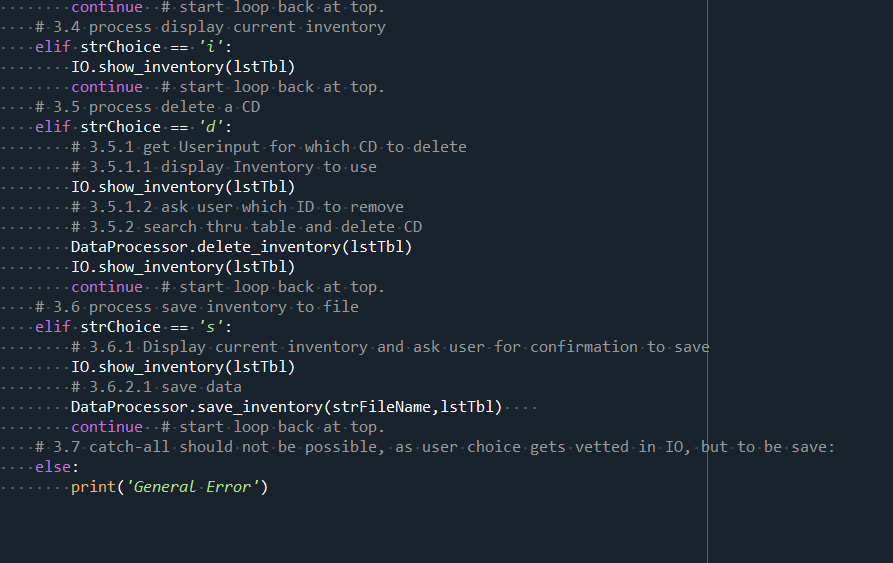 continue  # start loop back at top.
    # 3.4 process display current inventory
    elif strChoice == 'i':
        IO.show_inventory(lstTbl)
        continue  # start loop back at top.
    # 3.5 process delete a CD
    elif strChoice == 'd':
        # 3.5.1 get Userinput for which CD to delete
        # 3.5.1.1 display Inventory to use
        IO.show_inventory(lstTbl)
        # 3.5.1.2 ask user which ID to remove
        # 3.5.2 search thru table and delete CD
        DataProcessor.delete_inventory(lstTbl)
        IO.show_inventory(lstTbl)
        continue  # start loop back at top.
    # 3.6 process save inventory to file
    elif strChoice == 's':
        # 3.6.1 Display current inventory and ask user for confirmation to save
        IO.show_inventory(lstTbl)
        # 3.6.2.1 save data
        DataProcessor.save_inventory(strFileName,lstTbl)
        continue  # start loop back at top.
    # 3.7 catch-all should not be possible, as user choice gets vetted in IO, but to be save:
    else:
        print('General Error')